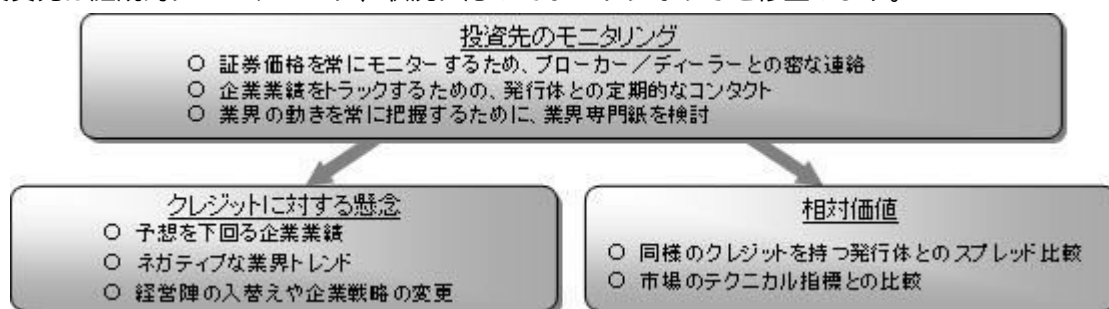 投資先のモニタリング
○ 証券価格を常にモニターするため、ブローカー／ディーラーとの密な連絡
○ 企業業績をトラックするための、発行体との定期的なコンタクト
○ 業界の動きを常に把握するために、業界専門紙を検討
クレジットに対する懸念
○ 予想を下回る企業業績
○ ネガティブな業界トレンド
○ 経営陣の入替えや企業戦略の変更
相対価値
○ 同様のクレジットを持つ発行体とのスプレッド比較
○ 市場のテクニカル指標との比較